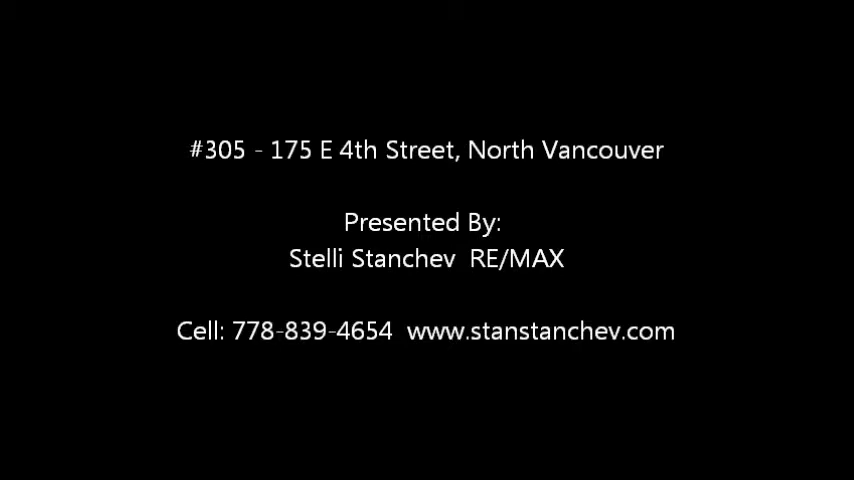 #305 - 175 E 4th Street, North Vancouver
Presented By:
Stelli Stanchev  RE/MAX
Cell: 778-839-4654  www.stanstanchev.com